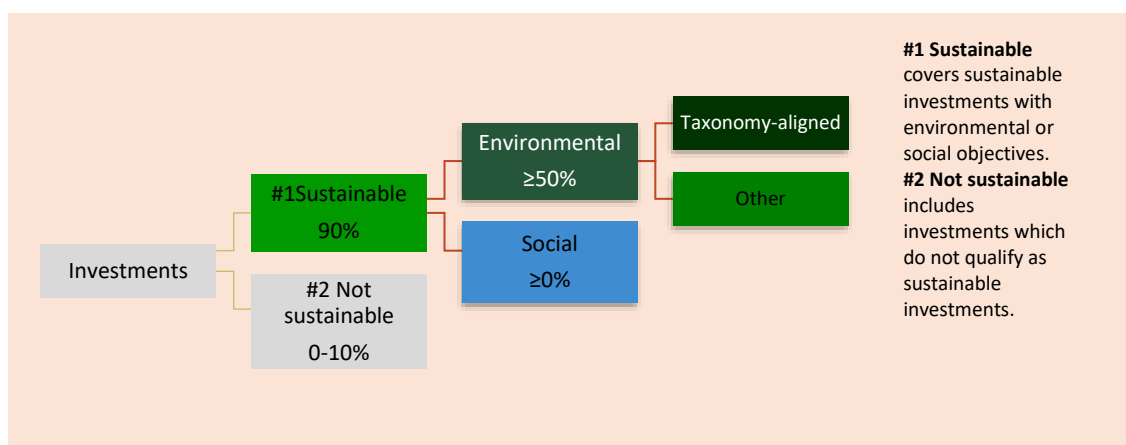 Investments
#1Sustainable
90%
#2 Not
sustainable
0-10%
Environmental
≥50%
Social
≥0%
Taxonomy-aligned
Other
#1 Sustainable
covers sustainable
investments with
environmental or
social objectives.
#2 Not sustainable
includes
investments which
do not qualify as
sustainable
investments.